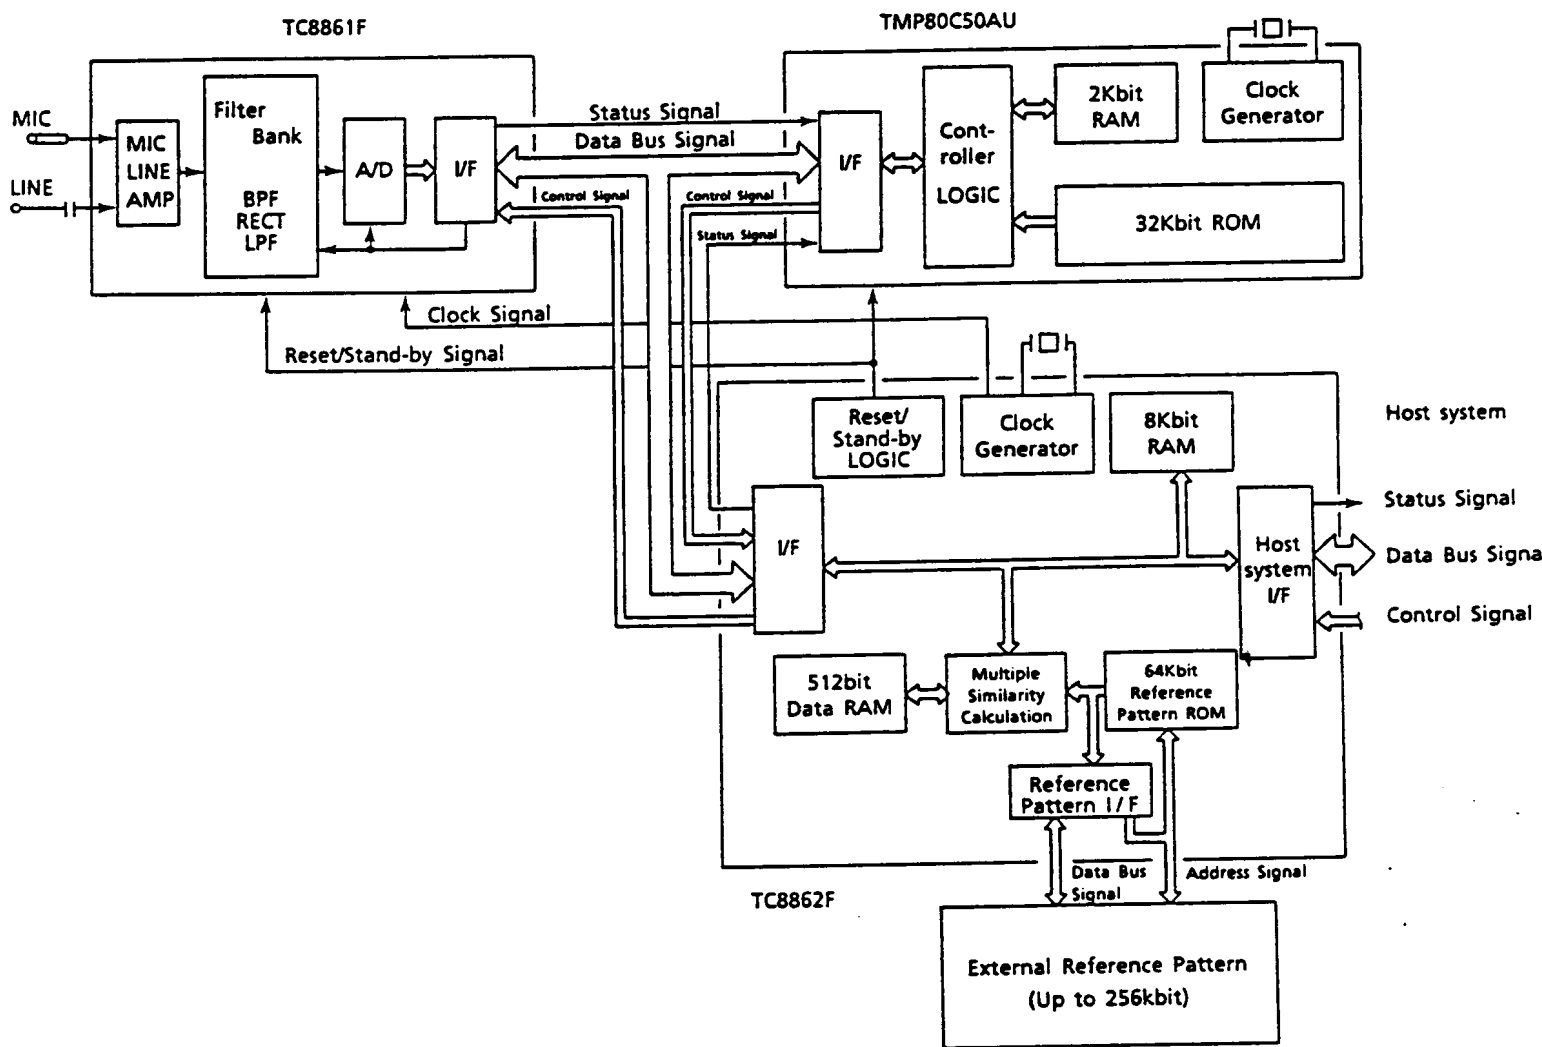 TC8861F
TMP80C50AU
MIC
LINE
MIC
LINE
AMP
Filter
Bank
BPF
RECT
LPF
A/D
I/F
Status Signal
Data Bus Signal
Control Signal
Control Signal
Status Signal
I/F
Cont-
roller
LOGIC
2Kbit
RAM
Clock
Generator
32Kbit ROM
Clock Signal
Reset/Stand-by Signal
Reset/
Stand-by
LOGIC
Clock
Generator
8Kbit
RAM
Host system
I/F
Host
system
I/F
Status Signal
Data Bus Signa
Control Signal
512bit
Data RAM
Multiple
Similarity
Calculation
64Kbit
Reference
Pattern ROM
Reference
Pattern I/F
Data Bus
Signal
Address Signal
TC8862F
External Reference Pattern
(Up to 256kbit)